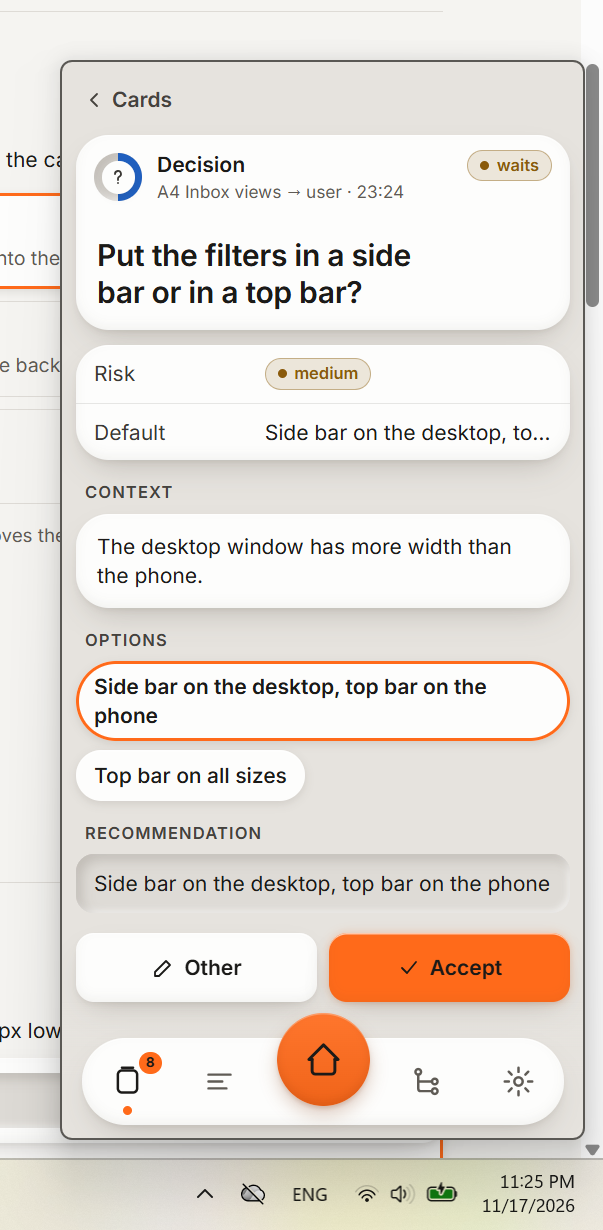 Cards
the ca
nto the
e back
oves the
px low
?
Decision
waits
A4 Inbox views → user · 23:24
Put the filters in a side
bar or in a top bar?
Risk
medium
Default
Side bar on the desktop, to...
CONTEXT
The desktop window has more width than
the phone.
OPTIONS
Side bar on the desktop, top bar on the
phone
Top bar on all sizes
RECOMMENDATION
Side bar on the desktop, top bar on the phone
Other
Accept
8
ENG
11:25 PM
11/17/2026